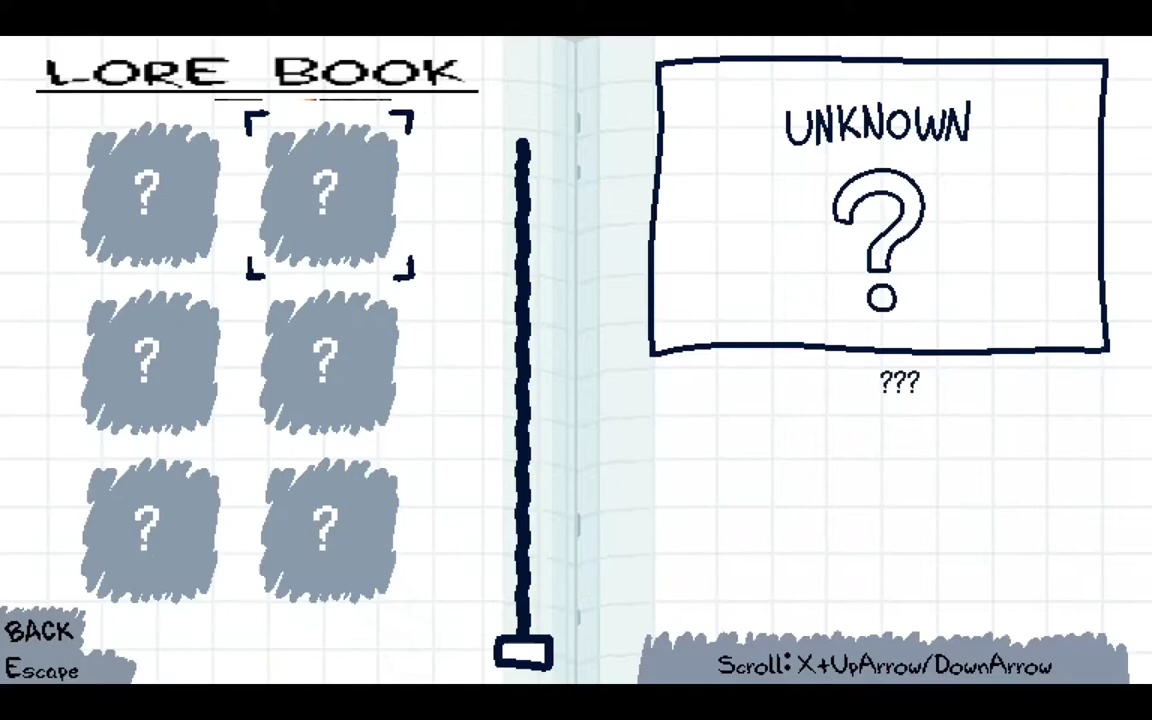 LORE BOOK
? ?
? ?
? ?
BACK
Escape
UNKNOWN
?
???
Scroll: X+UpArrow/DownArrow